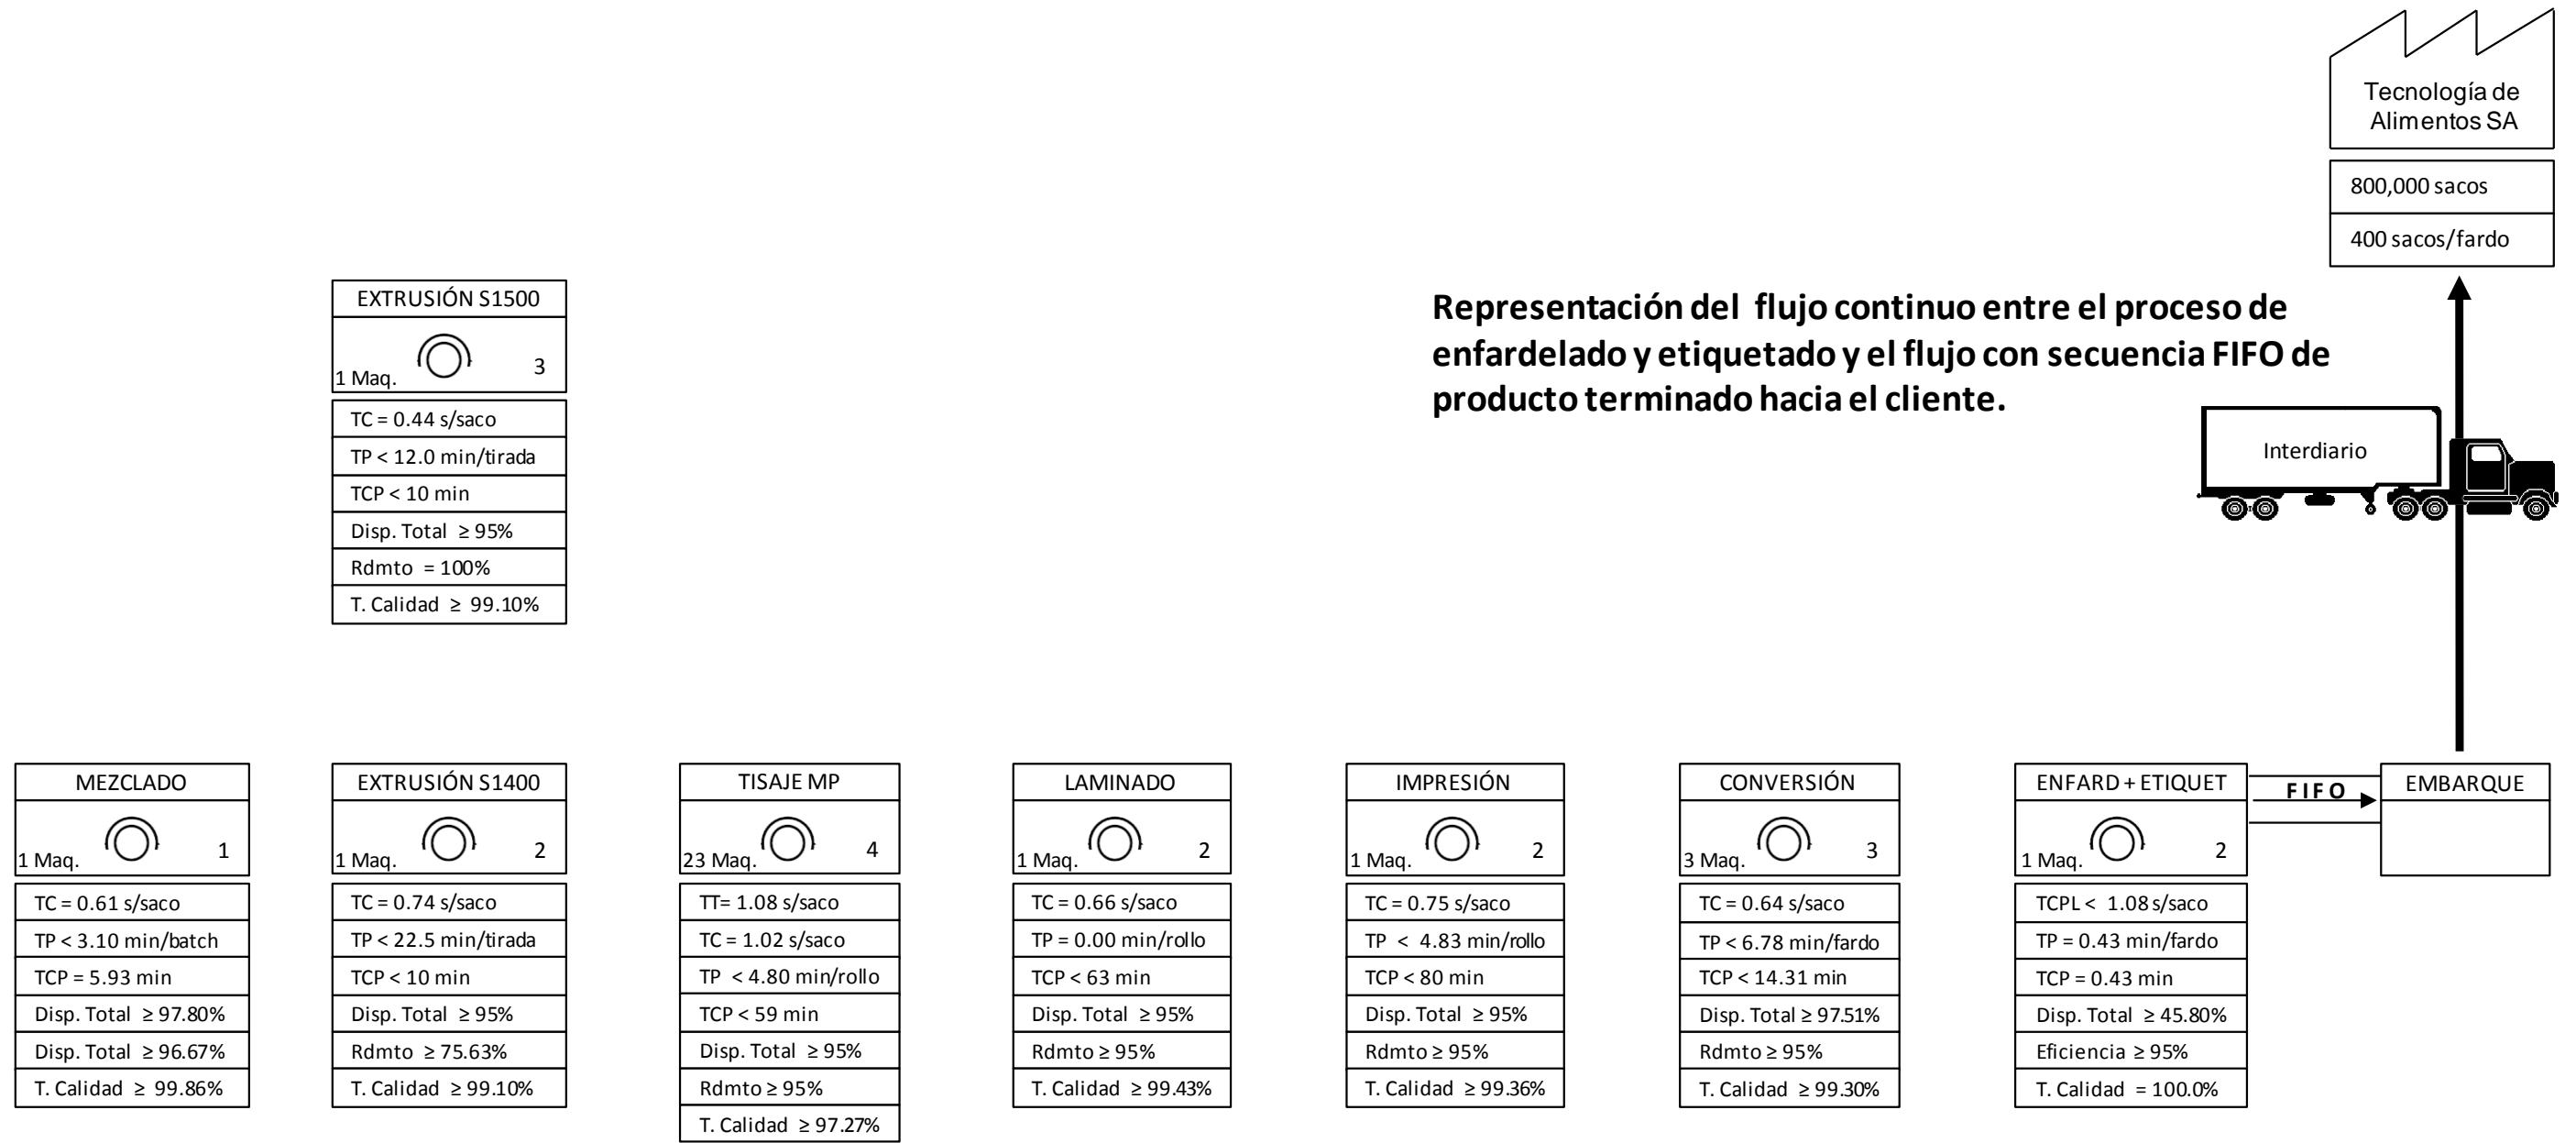 Tecnología de
Alimentos SA
800,000 sacos
400 sacos/fardo
Representación del flujo continuo entre el proceso de
enfardelado y etiquetado y el flujo con secuencia FIFO de
producto terminado hacia el cliente.
Interdiario
EXTRUSIÓN S1500
1 Maq.
3
TC = 0.44 s/saco
TP < 12.0 min/tirada
TCP < 10 min
Disp. Total ≥ 95%
Rdmto = 100%
T. Calidad ≥ 99.10%
MEZCLADO
1 Maq.
1
TC = 0.61 s/saco
TP < 3.10 min/batch
TCP = 5.93 min
Disp. Total ≥ 97.80%
Disp. Total ≥ 96.67%
T. Calidad ≥ 99.86%
EXTRUSIÓN S1400
1 Maq.
2
TC = 0.74 s/saco
TP < 22.5 min/tirada
TCP < 10 min
Disp. Total ≥ 95%
Rdmto ≥ 75.63%
T. Calidad ≥ 99.10%
TISAJE MP
23 Maq.
4
TT= 1.08 s/saco
TC = 1.02 s/saco
TP < 4.80 min/rollo
TCP < 59 min
Disp. Total ≥ 95%
Rdmto ≥ 95%
T. Calidad ≥ 97.27%
LAMINADO
1 Maq.
2
TC = 0.66 s/saco
TP = 0.00 min/rollo
TCP < 63 min
Disp. Total ≥ 95%
Rdmto ≥ 95%
T. Calidad ≥ 99.43%
IMPRESIÓN
1 Maq.
2
TC = 0.75 s/saco
TP < 4.83 min/rollo
TCP < 80 min
Disp. Total ≥ 95%
Rdmto ≥ 95%
T. Calidad ≥ 99.36%
CONVERSIÓN
3 Maq.
3
TC = 0.64 s/saco
TP < 6.78 min/fardo
TCP < 14.31 min
Disp. Total ≥ 97.51%
Rdmto ≥ 95%
T. Calidad ≥ 99.30%
ENFARD + ETIQUET
1 Maq.
2
TCPL < 1.08 s/saco
TP = 0.43 min/fardo
TCP = 0.43 min
Disp. Total ≥ 45.80%
Eficiencia ≥ 95%
T. Calidad = 100.0%
FIFO
EMBARQUE